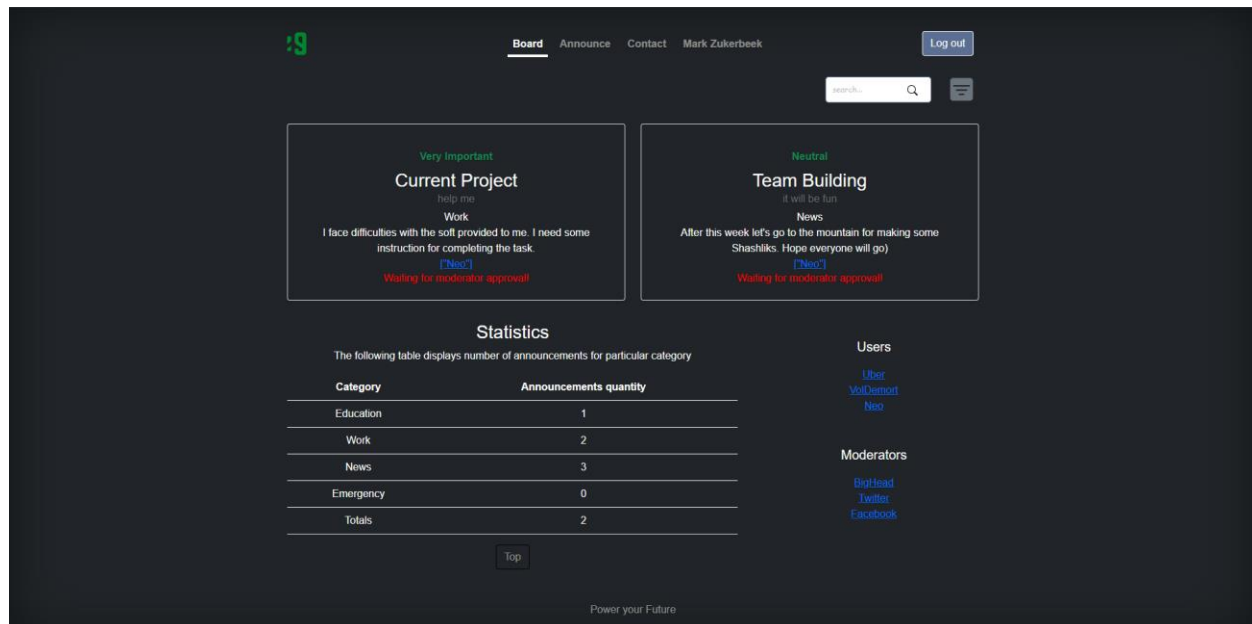 :9
Board Announce Contact Mark Zukerbeek Log out
search...
Very Important
Current Project
help me
Work
I face difficulties with the soft provided to me. I need some
instruction for completing the task.
["Neo"]
Waiting for moderator approval!
Neutral
Team Building
it will be fun
News
After this week let's go to the mountain for making some
Shashliks. Hope everyone will go)
["Neo"]
Waiting for moderator approval!
Statistics
The following table displays number of announcements for particular category
Category Announcements quantity
Education 1
Work 2
News 3
Emergency 0
Totals 2
Top
Users
Uber
VolDemort
Neo
Moderators
BigHead
Twitter
Facebook
Power your Future